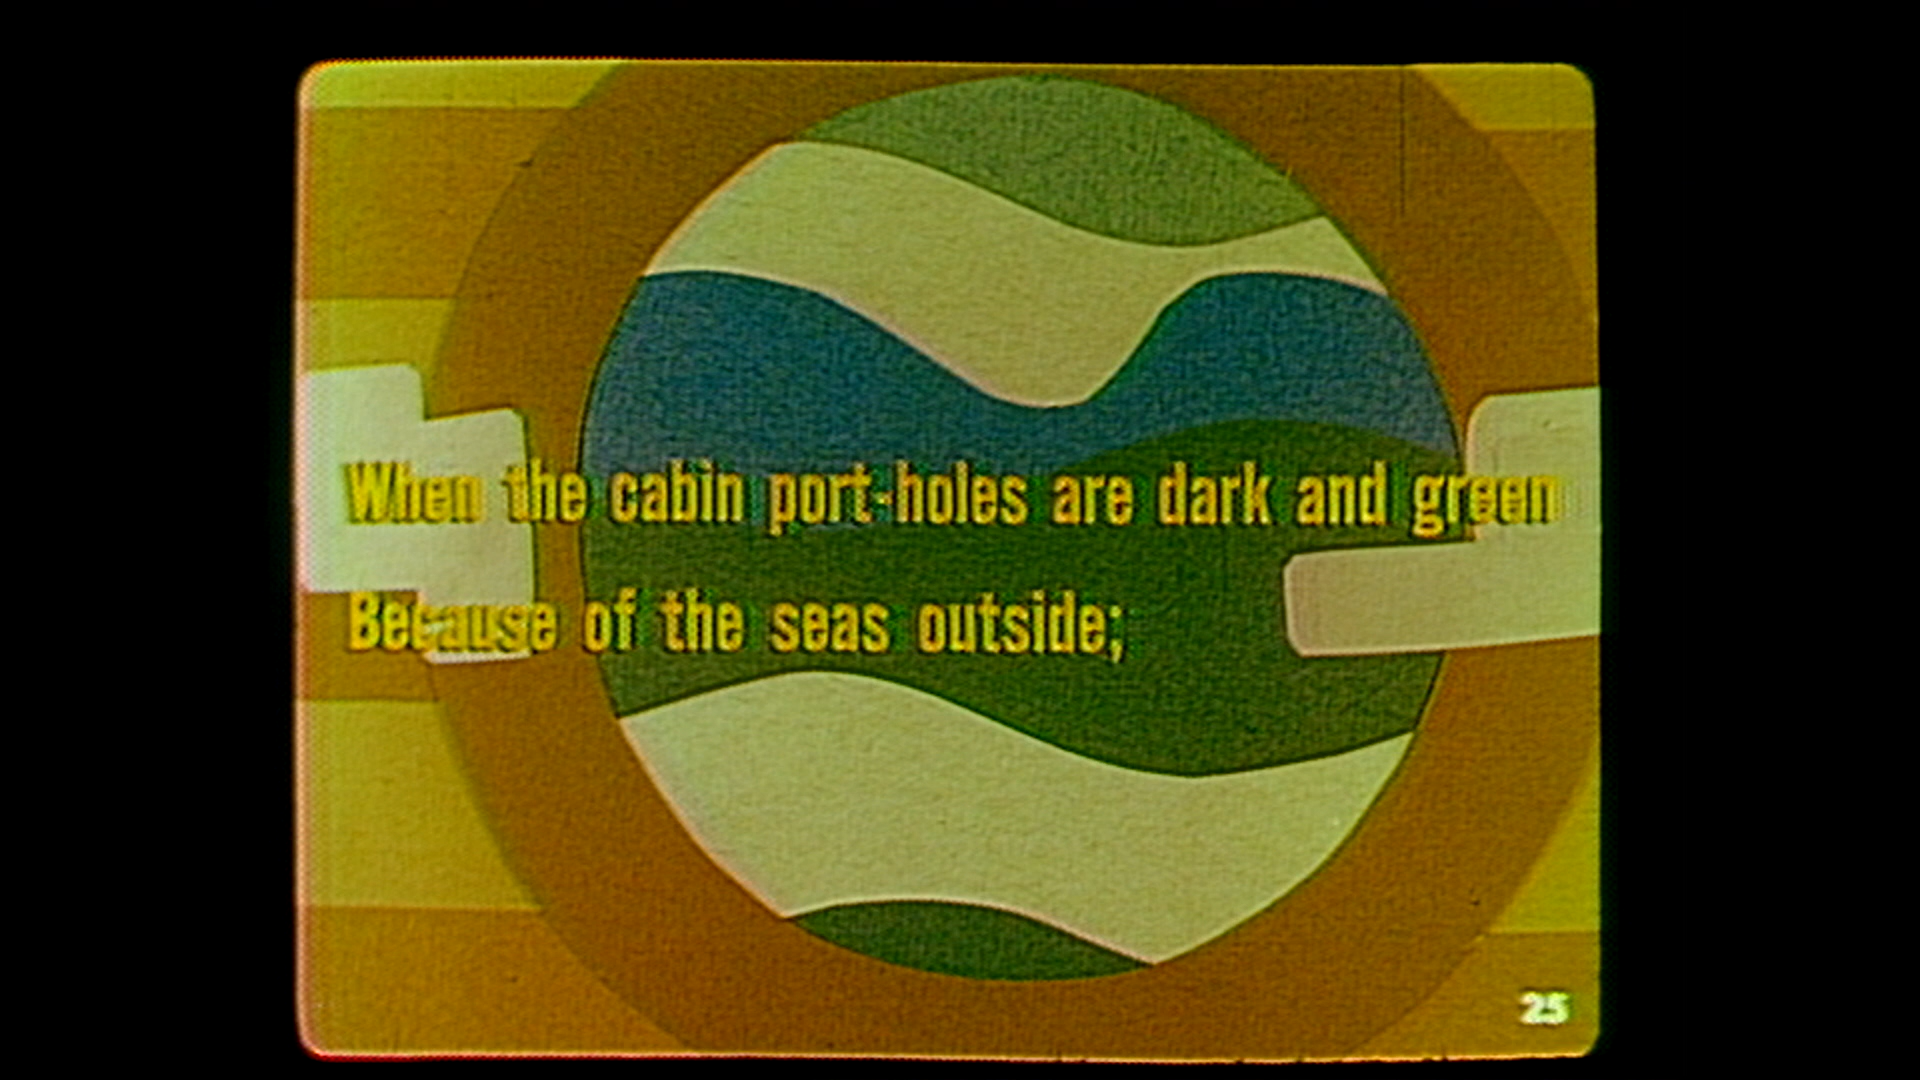 When the cabin port-holes are dark and green
Because of the seas outside;
25